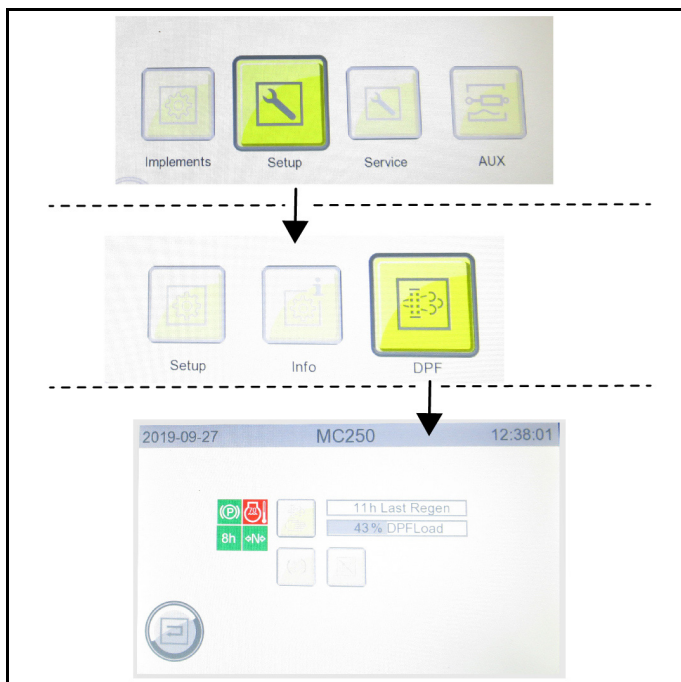 Implements Setup Service AUX
Setup Info DPF
2019-09-27 MC250 12:38:01
11h Last Regen
43% DPFLoad
8h N
(P)